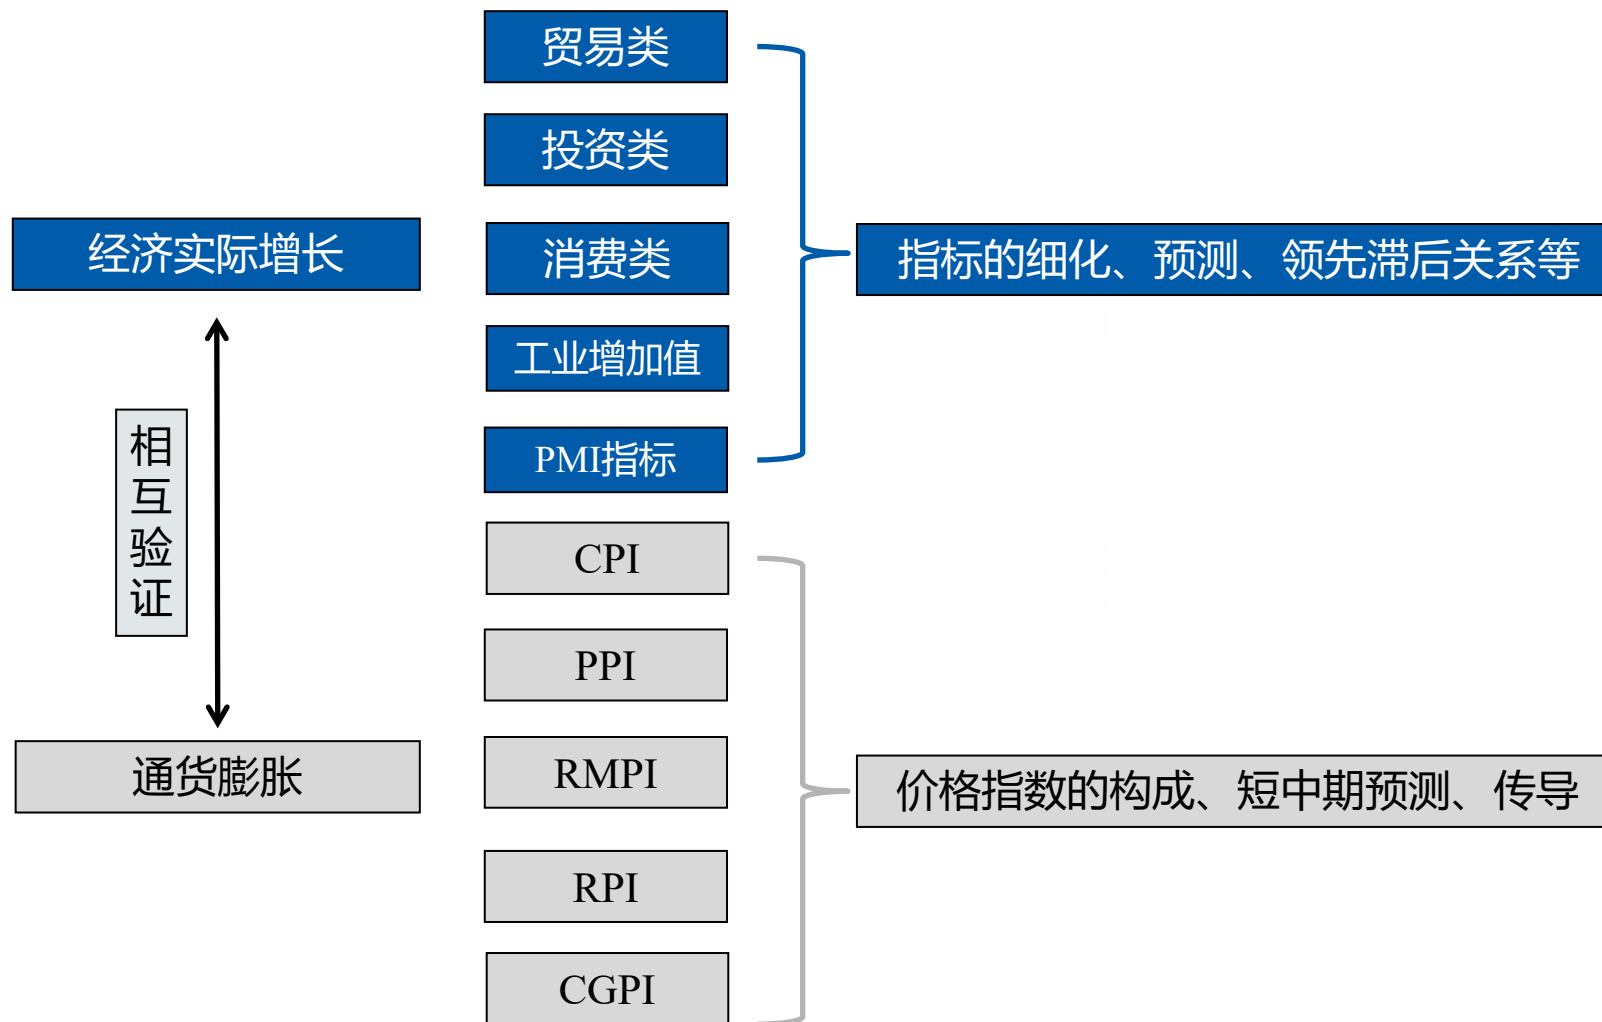 贸易类
投资类
消费类
工业增加值
PMI指标
经济实际增长
指标的细化、预测、领先滞后关系等
相
互
验
证
CPI
PPI
RMPI
RPI
CGPI
通货膨胀
价格指数的构成、短中期预测、传导